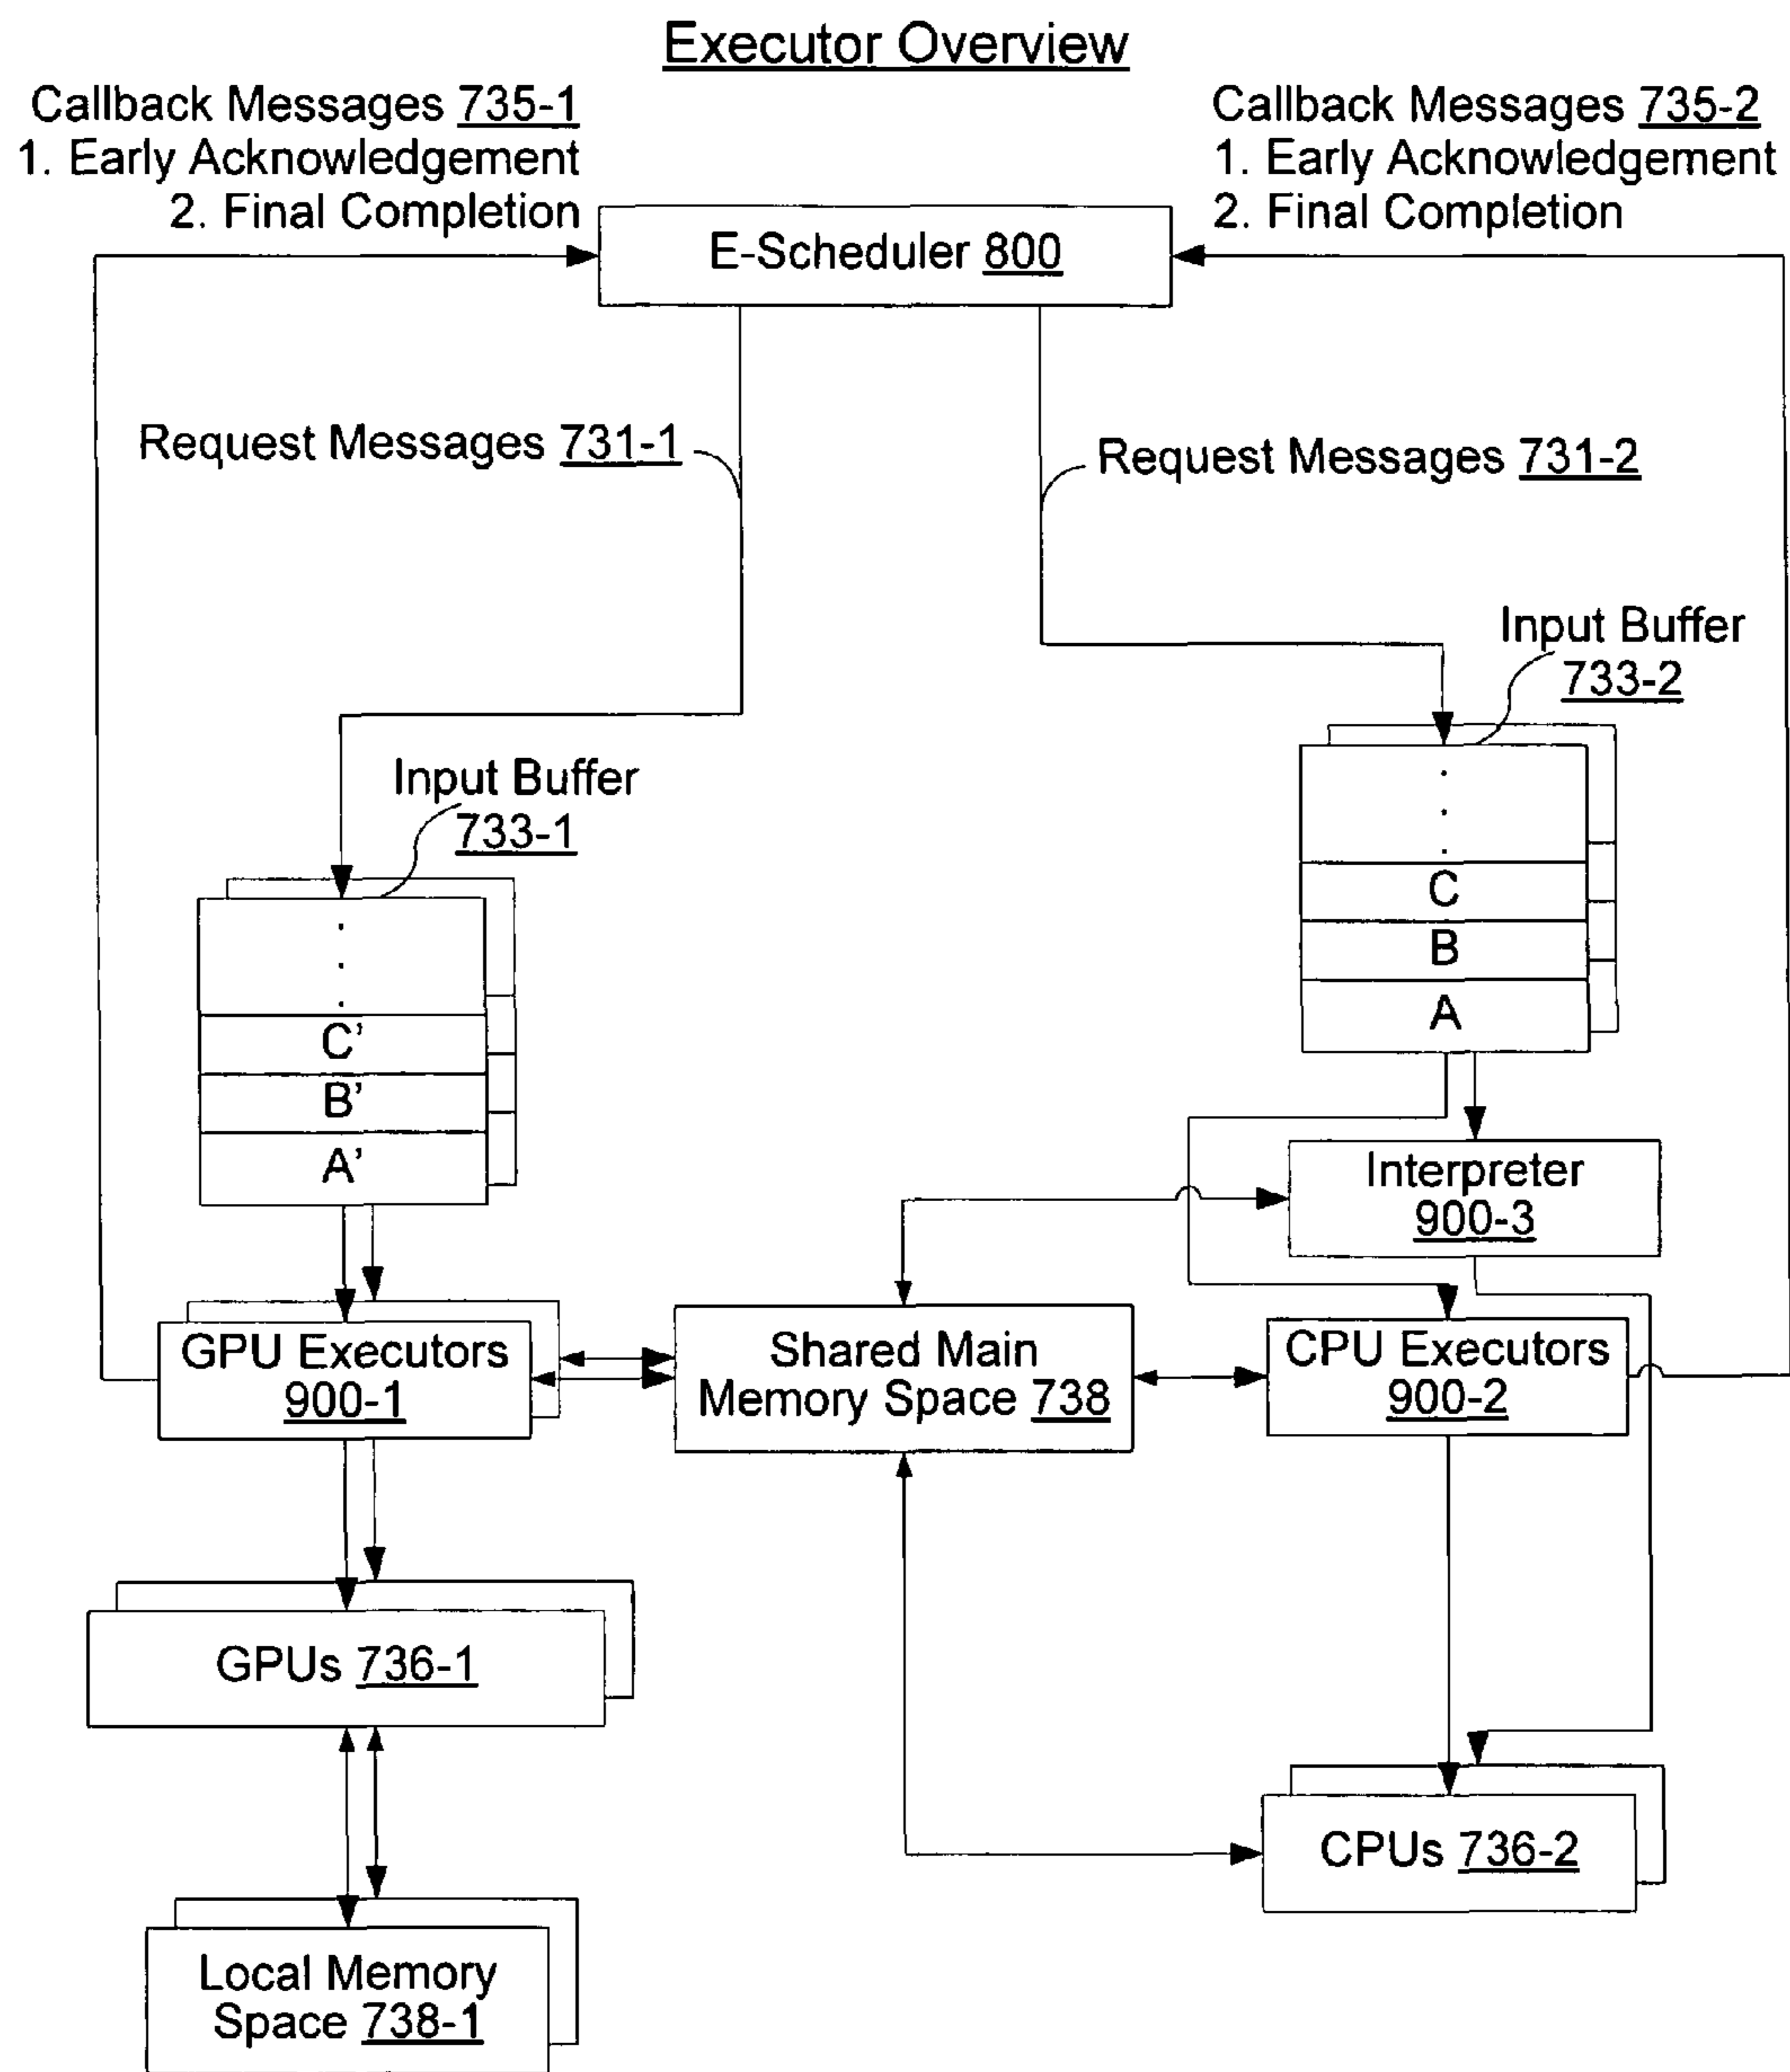 Executor Overview
Callback Messages 735-1
1. Early Acknowledgement
2. Final Completion
Callback Messages 735-2
1. Early Acknowledgement
2. Final Completion
E-Scheduler 800
Request Messages 731-1
Request Messages 731-2
Input Buffer
733-2
Input Buffer
733-1
.
.
.
C
B
A
.
.
.
C'
B'
A'
Interpreter
900-3
GPU Executors
900-1
Shared Main
Memory Space 738
CPU Executors
900-2
GPUs 736-1
CPUs 736-2
Local Memory
Space 738-1